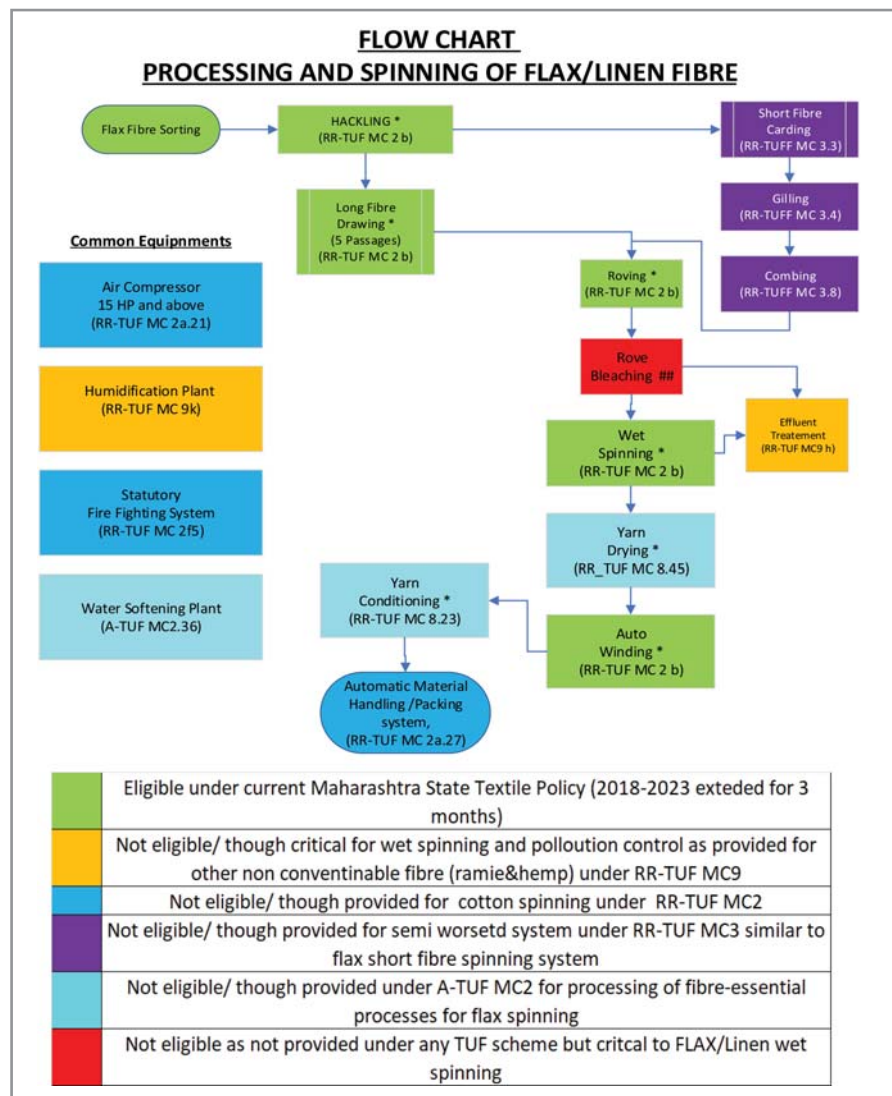 FLOW CHART
PROCESSING AND SPINNING OF FLAX/LINEN FIBRE
Flax Fibre Sorting
HACKLING *
(RR-TUF MC 2 b)
Short Fibre
Carding
(RR-TUFF MC 3.3)
Long Fibre
Drawing *
(5 Passages)
(RR-TUF MC 2 b)
Gilling
(RR-TUFF MC 3.4)
Combing
(RR-TUFF MC 3.8)
Roving *
(RR-TUF MC 2 b)
Rove
Bleaching ##
Effluent
Treatement
(RR-TUF MC9 h)
Wet
Spinning *
(RR-TUF MC 2 b)
Yarn
Drying *
(RR_TUF MC 8.45)
Auto
Winding *
(RR-TUF MC 2 b)
Yarn
Conditioning *
(RR-TUF MC 8.23)
Automatic Material
Handling /Packing
system,
(RR-TUF MC 2a.27)
Common Equipnments
Air Compressor
15 HP and above
(RR-TUF MC 2a.21)
Humidification Plant
(RR-TUF MC 9k)
Statutory
Fire Fighting System
(RR-TUF MC 2f5)
Water Softening Plant
(A-TUF MC2.36)
Eligible under current Maharashtra State Textile Policy (2018-2023 exteded for 3
months)
Not eligible/ though critical for wet spinning and polloution control as provided for
other non conventinable fibre (ramie&hemp) under RR-TUF MC9
Not eligible/ though provided for cotton spinning under RR-TUF MC2
Not eligible/ though provided for semi worsetd system under RR-TUF MC3 similar to
flax short fibre spinning system
Not eligible/ though provided under A-TUF MC2 for processing of fibre-essential
processes for flax spinning
Not eligible as not provided under any TUF scheme but critcal to FLAX/Linen wet
spinning